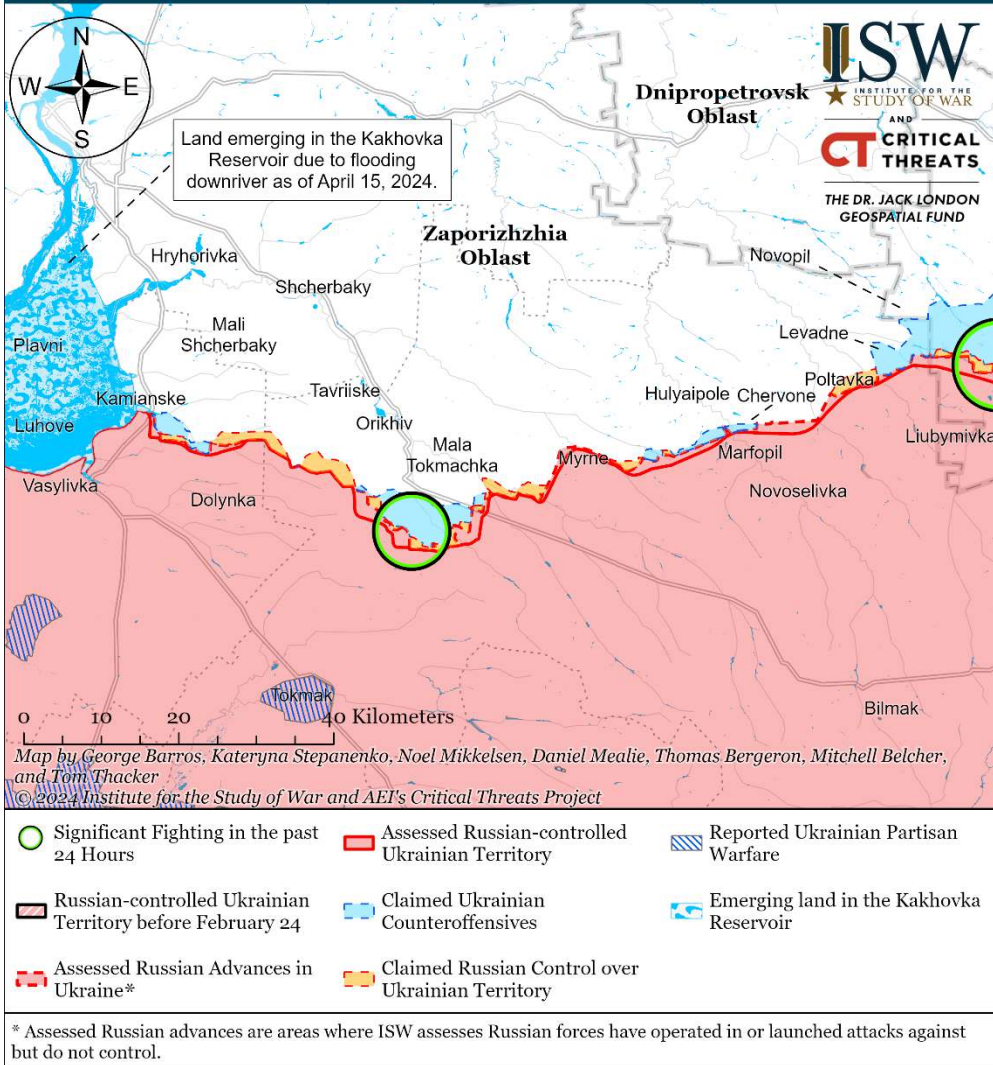 N
W E
S
ISW
INSTITUTE FOR THE
STUDY OF WAR
AND
CT CRITICAL
THREATS
THE DR. JACK LONDON
GEOSPATIAL FUND
Dnipropetrovsk
Oblast
Land emerging in the Kakhovka
Reservoir due to flooding
downriver as of April 15, 2024.
Zaporizhzhia
Oblast
Hryhorivka
Novopil
Shcherbaky
Mali
Shcherbaky
Plavni
Levadne
Tavriiske
Poltavka
Kamianske
Hulyaipole
Chervone
Orikhiv
Luhove
Mala
Tokmachka
Liubymivka
Myrne
Marfopil
Vasylivka
Dolynka
Novoselivka
Tokmak
Bilmak
0 10 20 40 Kilometers
Map by George Barros, Kateryna Stepanenko, Noel Mikkelsen, Daniel Mealie, Thomas Bergeron, Mitchell Belcher,
and Tom Thacker
© 2024 Institute for the Study of War and AEI's Critical Threats Project
Significant Fighting in the past
24 Hours
Assessed Russian-controlled
Ukrainian Territory
Reported Ukrainian Partisan
Warfare
Russian-controlled Ukrainian
Territory before February 24
Claimed Ukrainian
Counteroffensives
Emerging land in the Kakhovka
Reservoir
Assessed Russian Advances in
Ukraine*
Claimed Russian Control over
Ukrainian Territory
* Assessed Russian advances are areas where ISW assesses Russian forces have operated in or launched attacks against
but do not control.